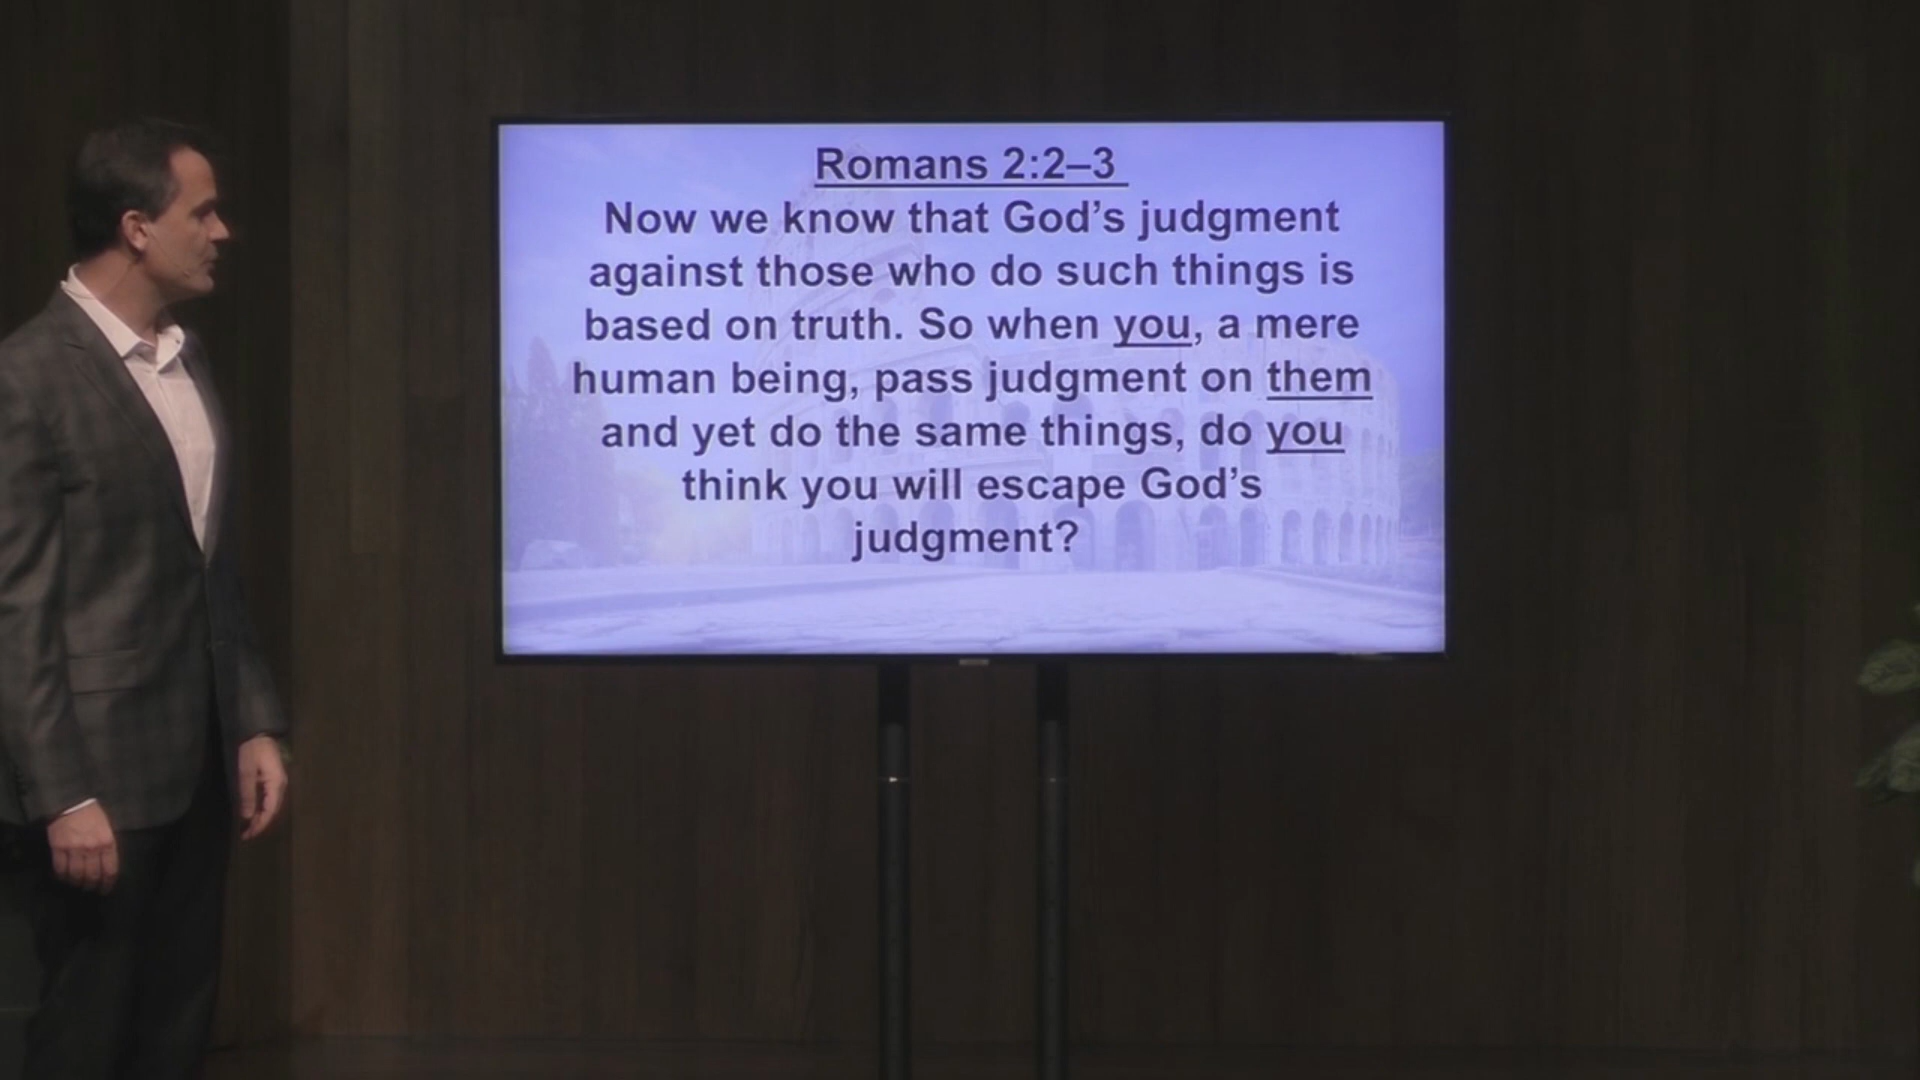 Romans 2:2–3
Now we know that God’s judgment
against those who do such things is
based on truth. So when you, a mere
human being, pass judgment on them
and yet do the same things, do you
think you will escape God’s
judgment?